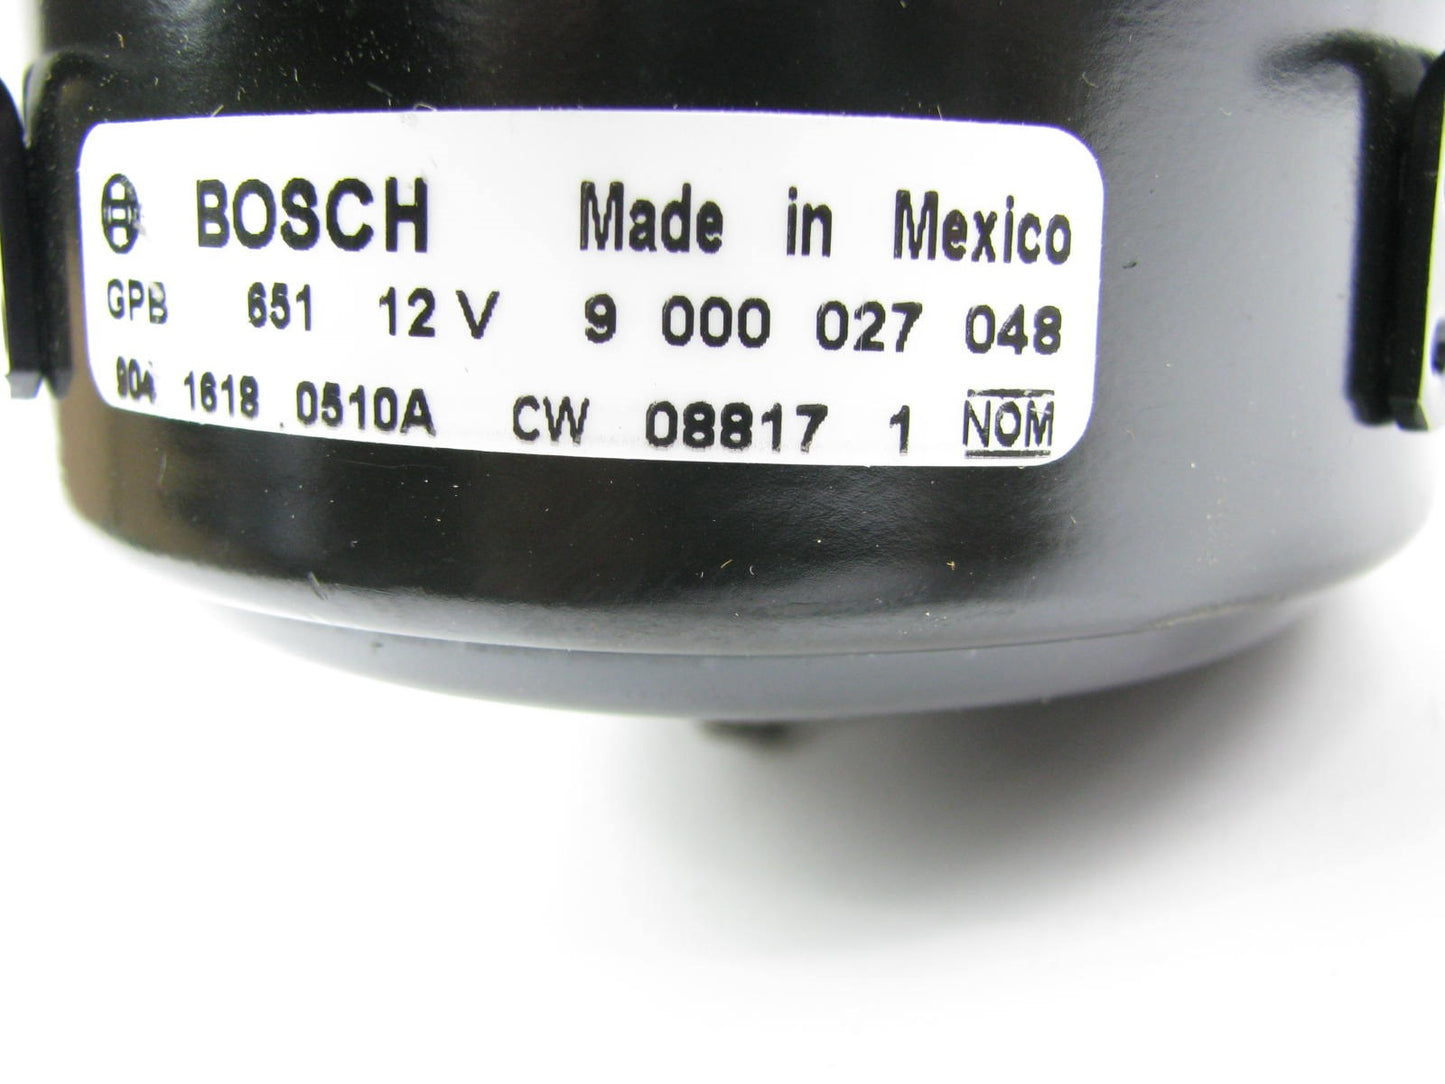 BOSCH Made in Mexico
GPB 651 12 V 9 000 027 048
904 1618 0510A CW 08817 1 NOM